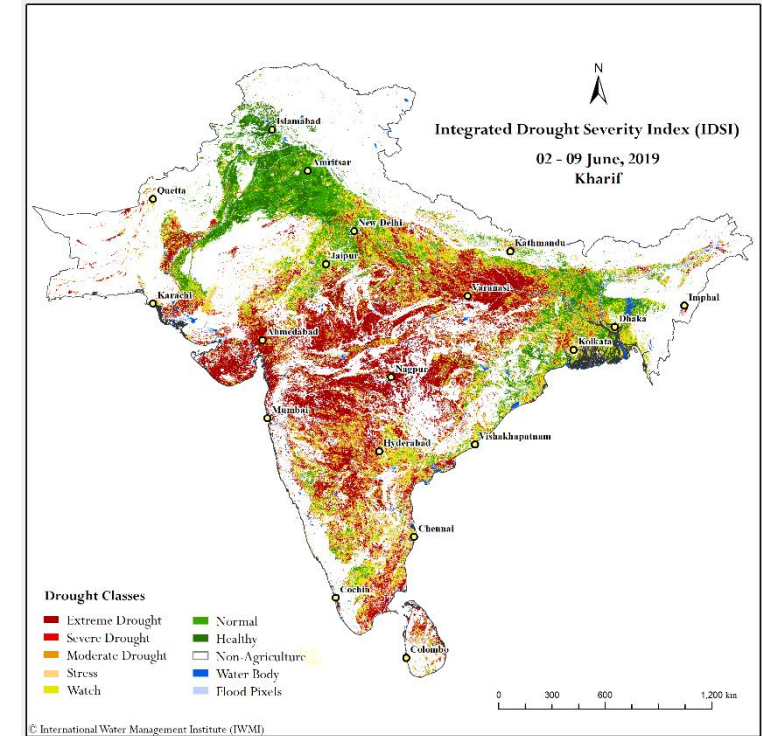 N
Integrated Drought Severity Index (IDSI)
02 - 09 June, 2019
Kharif
Islamabad
Amritsar
Quetta
New Delhi
Kathmandu
Jaipur
Varanasi
Karachi
Imphal
Dhaka
Ahmedabad
Kolkata
Nagpur
Mumbai
Hyderabad
Vishakhapatnam
Chennai
Cochin
Colombo
Drought Classes
Extreme Drought
Severe Drought
Moderate Drought
Stress
Watch
Normal
Healthy
Non-Agriculture
Water Body
Flood Pixels
0 300 600 1,200 km
© International Water Management Institute (IWMI)